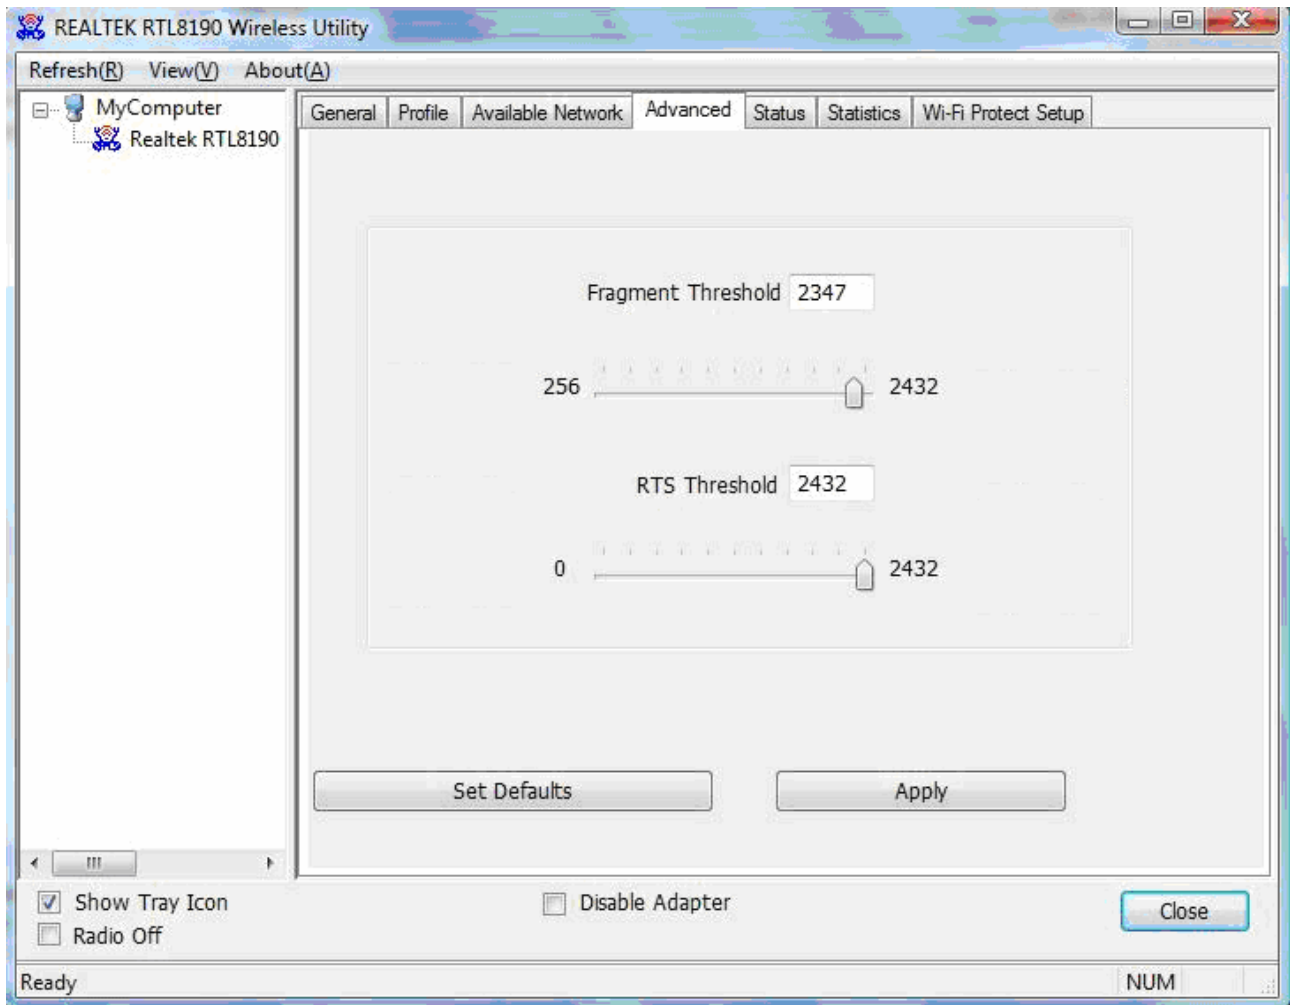 REALTEK RTL8190 Wireless Utility
Refresh(R) View(V) About(A)
MyComputer
Realtek RTL8190
General Profile Available Network Advanced Status Statistics Wi-Fi Protect Setup
Fragment Threshold 2347
256 2432
RTS Threshold 2432
0 2432
Set Defaults Apply
Show Tray Icon Disable Adapter
Radio Off
Close
Ready NUM